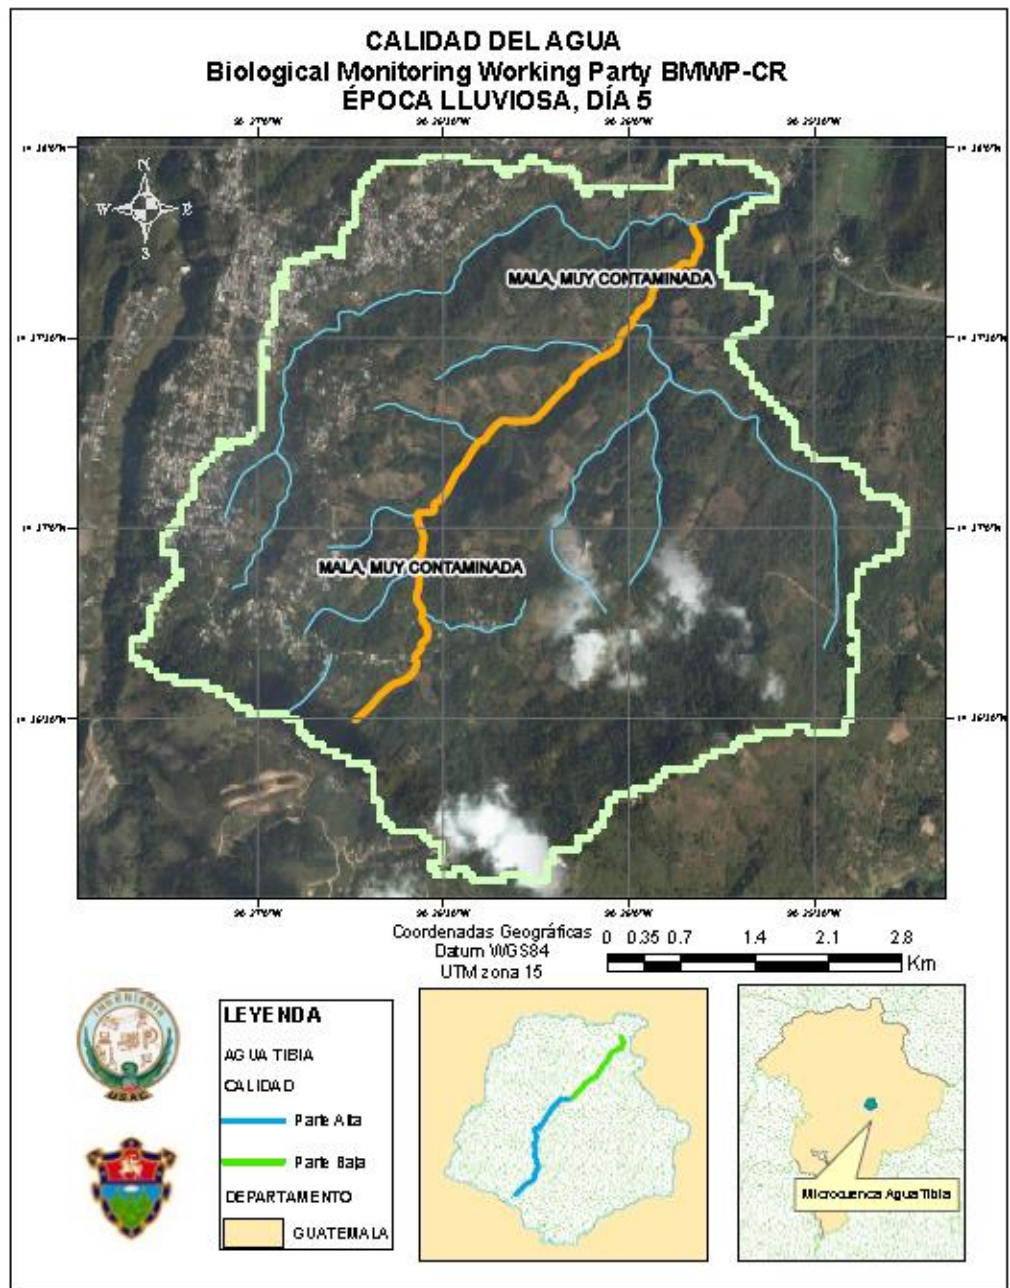 CALIDAD DEL AGUA
Biological Monitoring Working Party BMWP-CR
ÉPOCA LLUVIOSA, DÍA 5
N
W E
S
MALA, MUY CONTAMINADA
MALA, MUY CONTAMINADA
Coordenadas Geográficas
Datum WGS84
UTM zona 15
0 0.35 0.7 1.4 2.1 2.8
Km
INGENIERIA
USAC
LEYENDA
AGUA TIBIA
CALIDAD
Parte Alta
Parte Baja
DEPARTAMENTO
GUATEMALA
Microcuenca Agua Tibia